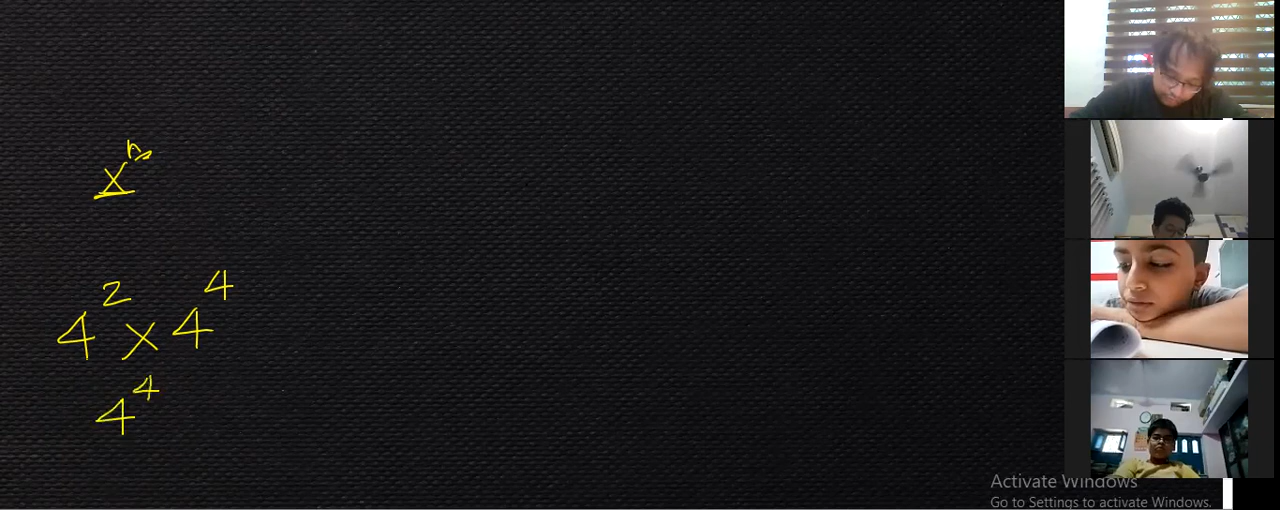 xⁿ
4² × 4⁴
4⁴
Activate Windows
Go to Settings to activate Windows.